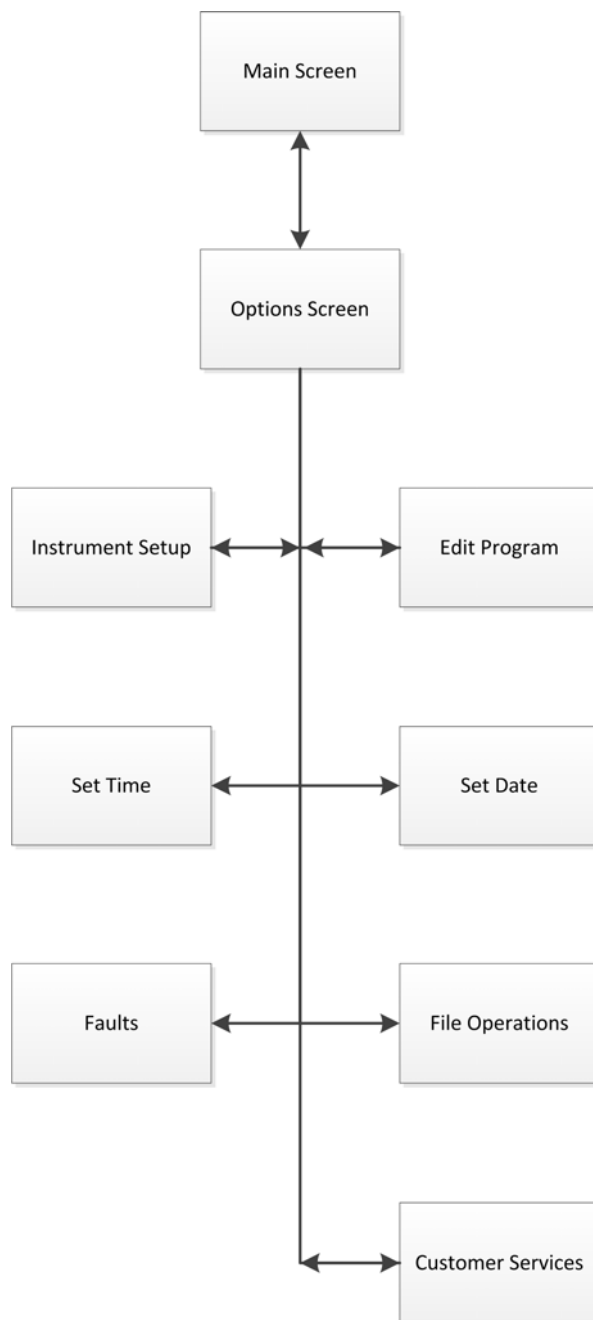 Main Screen
Options Screen
Instrument Setup
Edit Program
Set Time
Set Date
Faults
File Operations
Customer Services